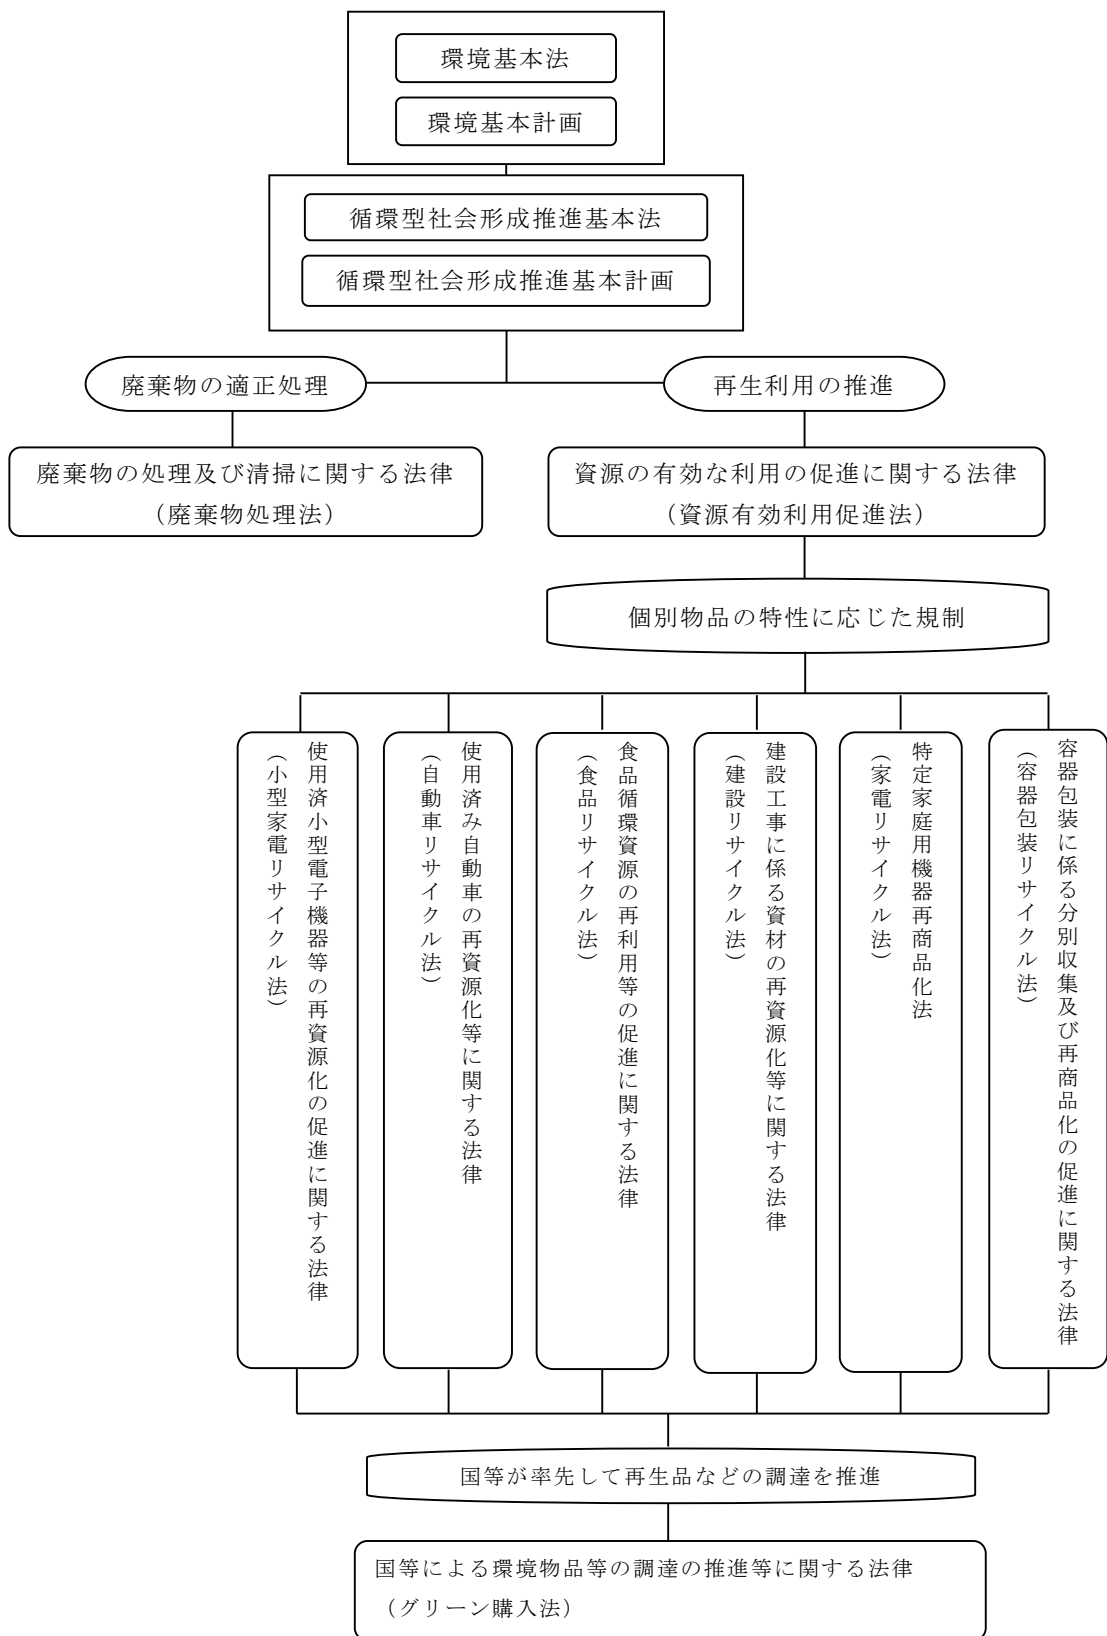 環境基本法
環境基本計画
循環型社会形成推進基本法
循環型社会形成推進基本計画
廃棄物の適正処理
再生利用の推進
廃棄物の処理及び清掃に関する法律
（廃棄物処理法）
資源の有効な利用の促進に関する法律
（資源有効利用促進法）
個別物品の特性に応じた規制
容器包装に係る分別収集及び再商品化の促進に関する法律
（容器包装リサイクル法）
特定家庭用機器再商品化法
（家電リサイクル法）
建設工事に係る資材の再資源化等に関する法律
（建設リサイクル法）
食品循環資源の再利用等の促進に関する法律
（食品リサイクル法）
使用済み自動車の再資源化等に関する法律
（自動車リサイクル法）
使用済小型電子機器等の再資源化の促進に関する法律
（小型家電リサイクル法）
国等が率先して再生品などの調達を推進
国等による環境物品等の調達の推進等に関する法律
（グリーン購入法）